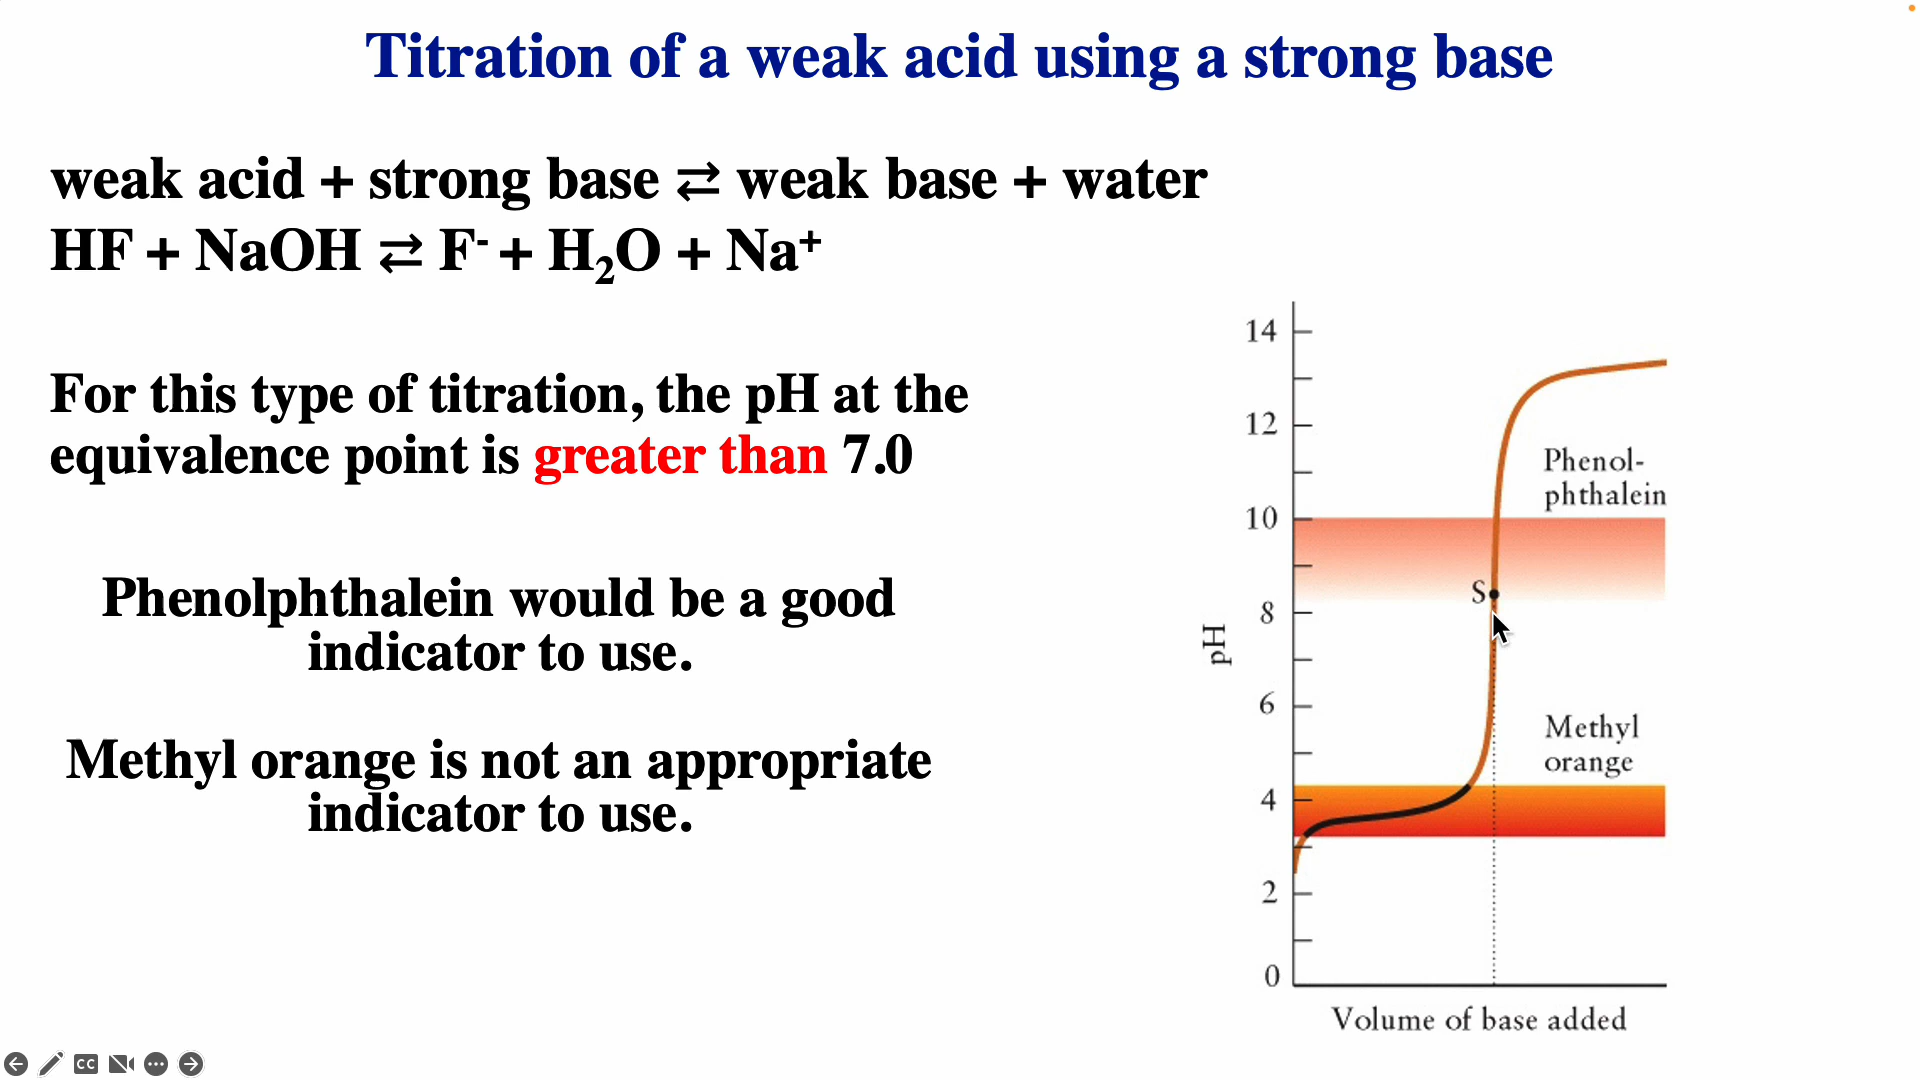 Titration of a weak acid using a strong base
weak acid + strong base ⇄ weak base + water
HF + NaOH ⇄ F⁻ + H₂O + Na⁺
For this type of titration, the pH at the
equivalence point is greater than 7.0
Phenolphthalein would be a good
indicator to use.
Methyl orange is not an appropriate
indicator to use.
14
12
10
8
6
4
2
0
pH
Phenol-
phthalein
S
Methyl
orange
Volume of base added
CC